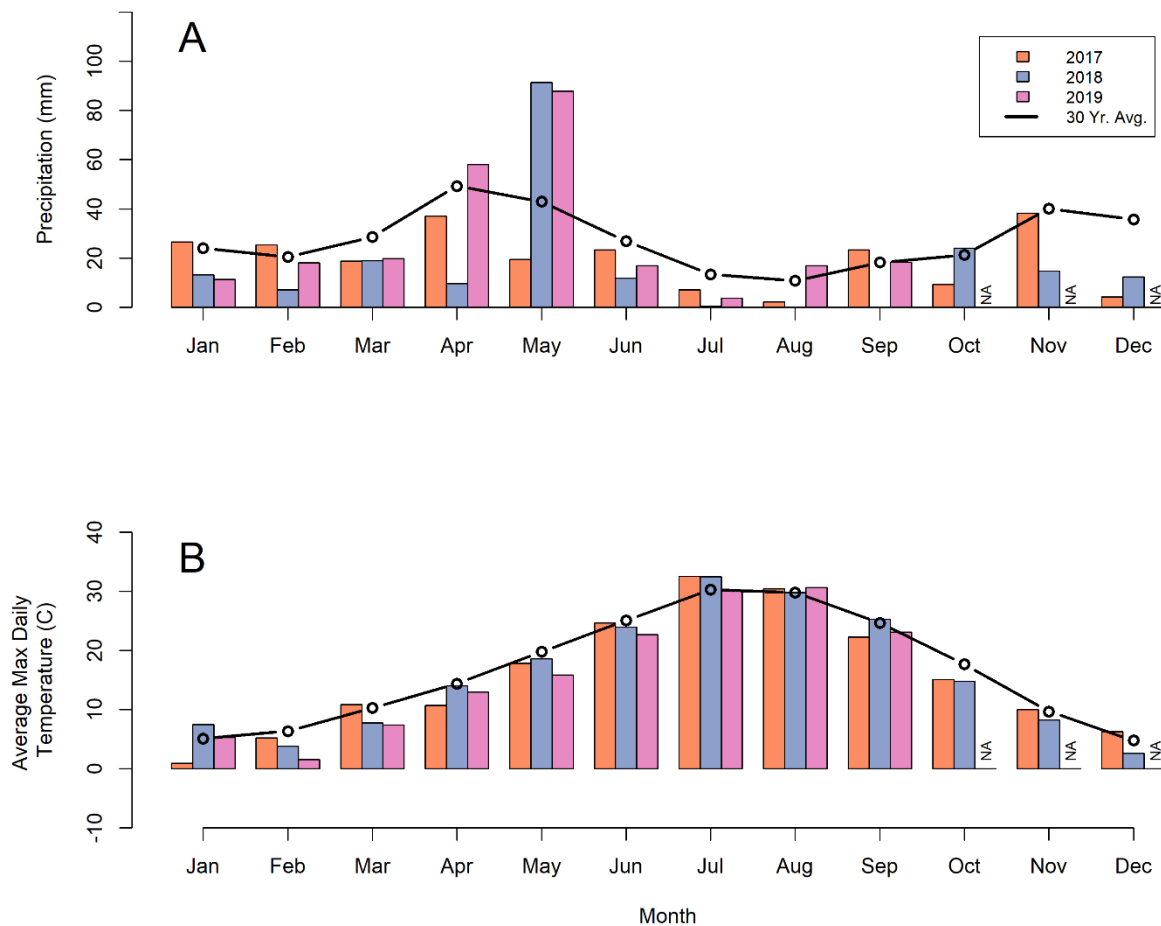 A
2017
2018
2019
30 Yr. Avg.
Precipitation (mm)
100
80
60
40
20
0
NA
NA
NA
Jan Feb Mar Apr May Jun Jul Aug Sep Oct Nov Dec
B
Average Max Daily
Temperature (C)
40
30
20
10
0
-10
NA
NA
NA
Jan Feb Mar Apr May Jun Jul Aug Sep Oct Nov Dec
Month